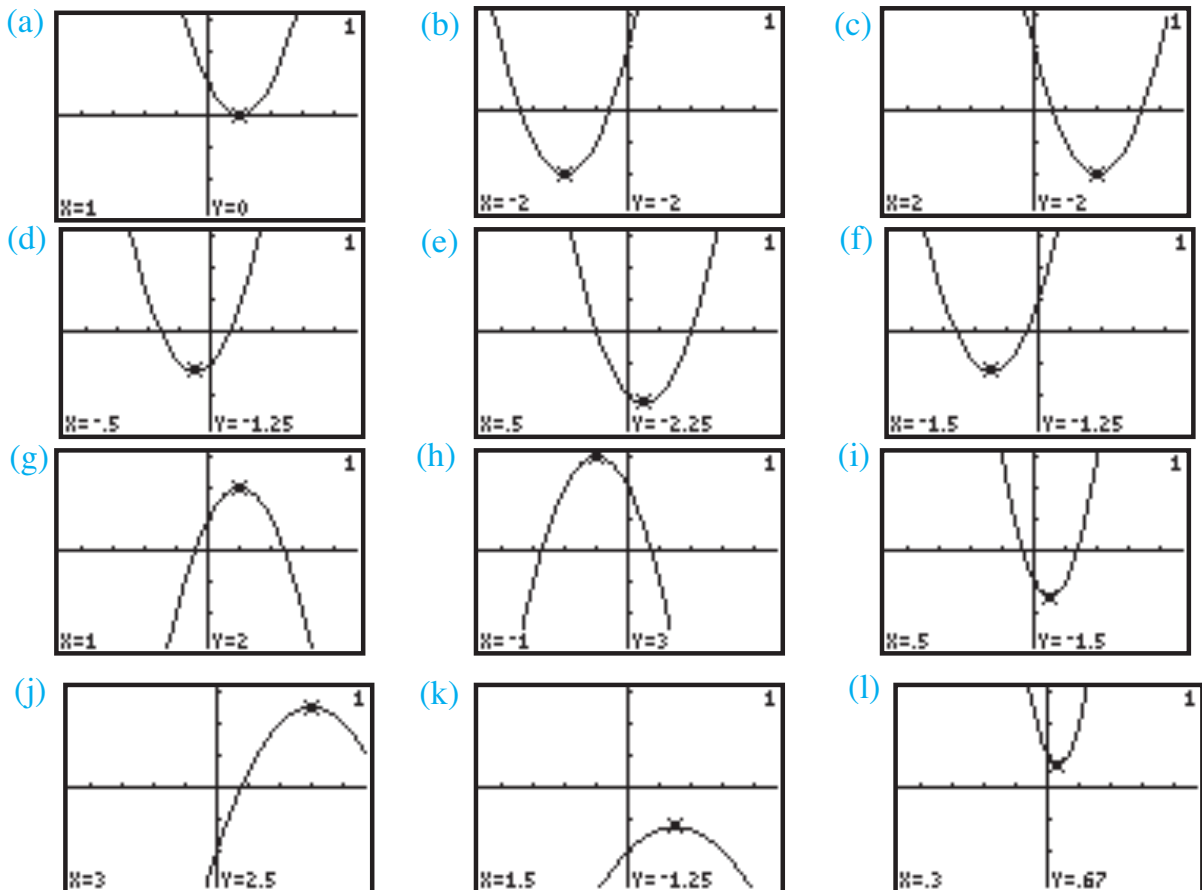 (a) 1
X=1 Y=0
(b) 1
X=-2 Y=-2
(c) 1
X=2 Y=-2
(d) 1
X=-.5 Y=-1.25
(e) 1
X=.5 Y=-2.25
(f) 1
X=-1.5 Y=-1.25
(g) 1
X=1 Y=2
(h) 1
X=-1 Y=3
(i) 1
X=.5 Y=-1.5
(j) 1
X=3 Y=2.5
(k) 1
X=1.5 Y=-1.25
(l) 1
X=.3 Y=.67